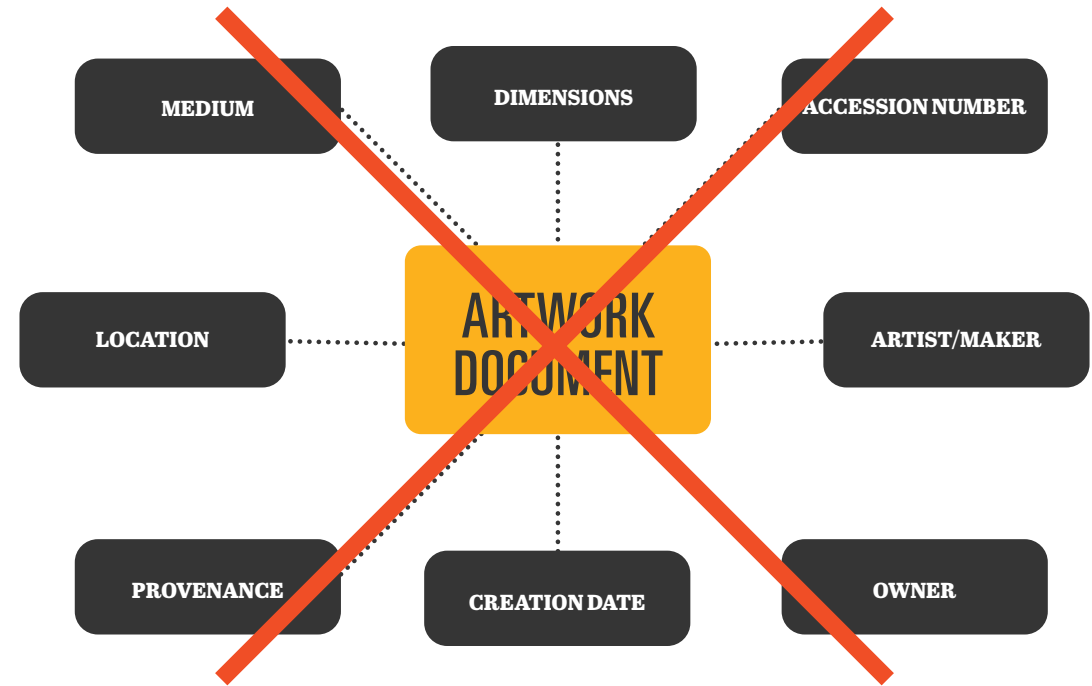 MEDIUM
DIMENSIONS
ACCESSION NUMBER
ARTWORK
DOCUMENT
LOCATION
ARTIST/MAKER
PROVENANCE
CREATION DATE
OWNER